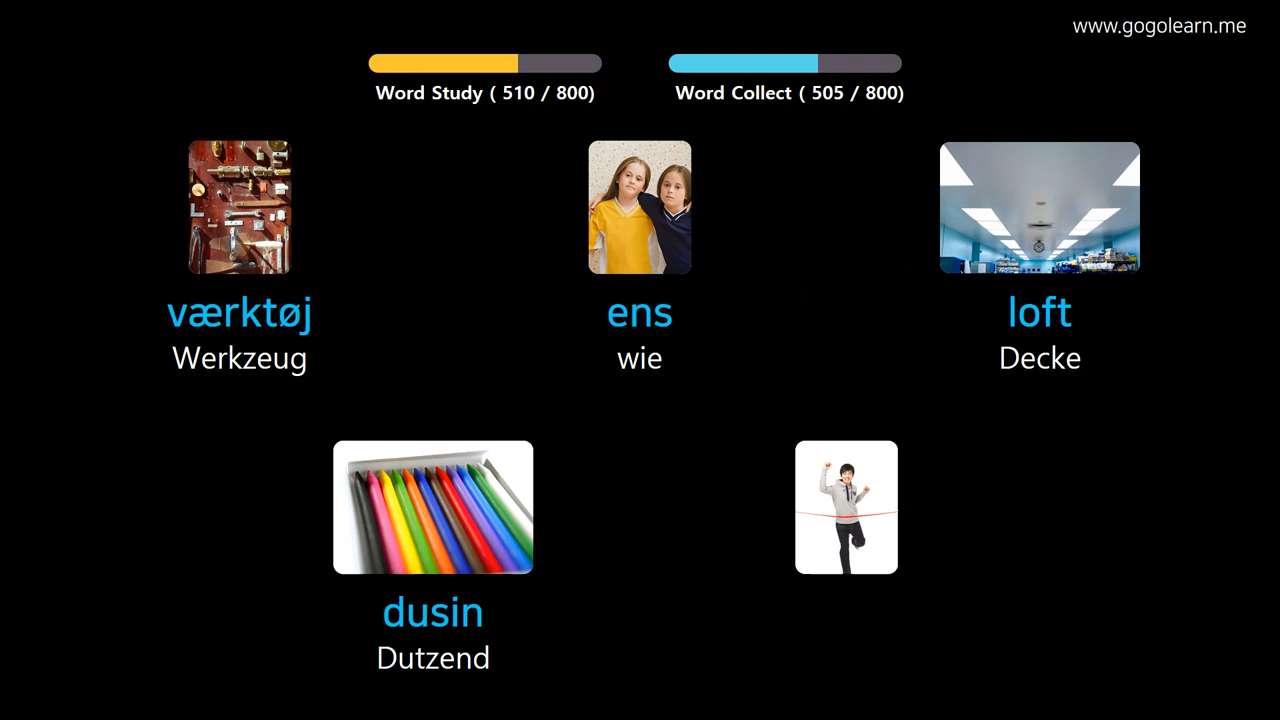 www.gogolearn.me
Word Study ( 510 / 800)
Word Collect ( 505 / 800)
værktøj
Werkzeug
ens
wie
loft
Decke
dusin
Dutzend